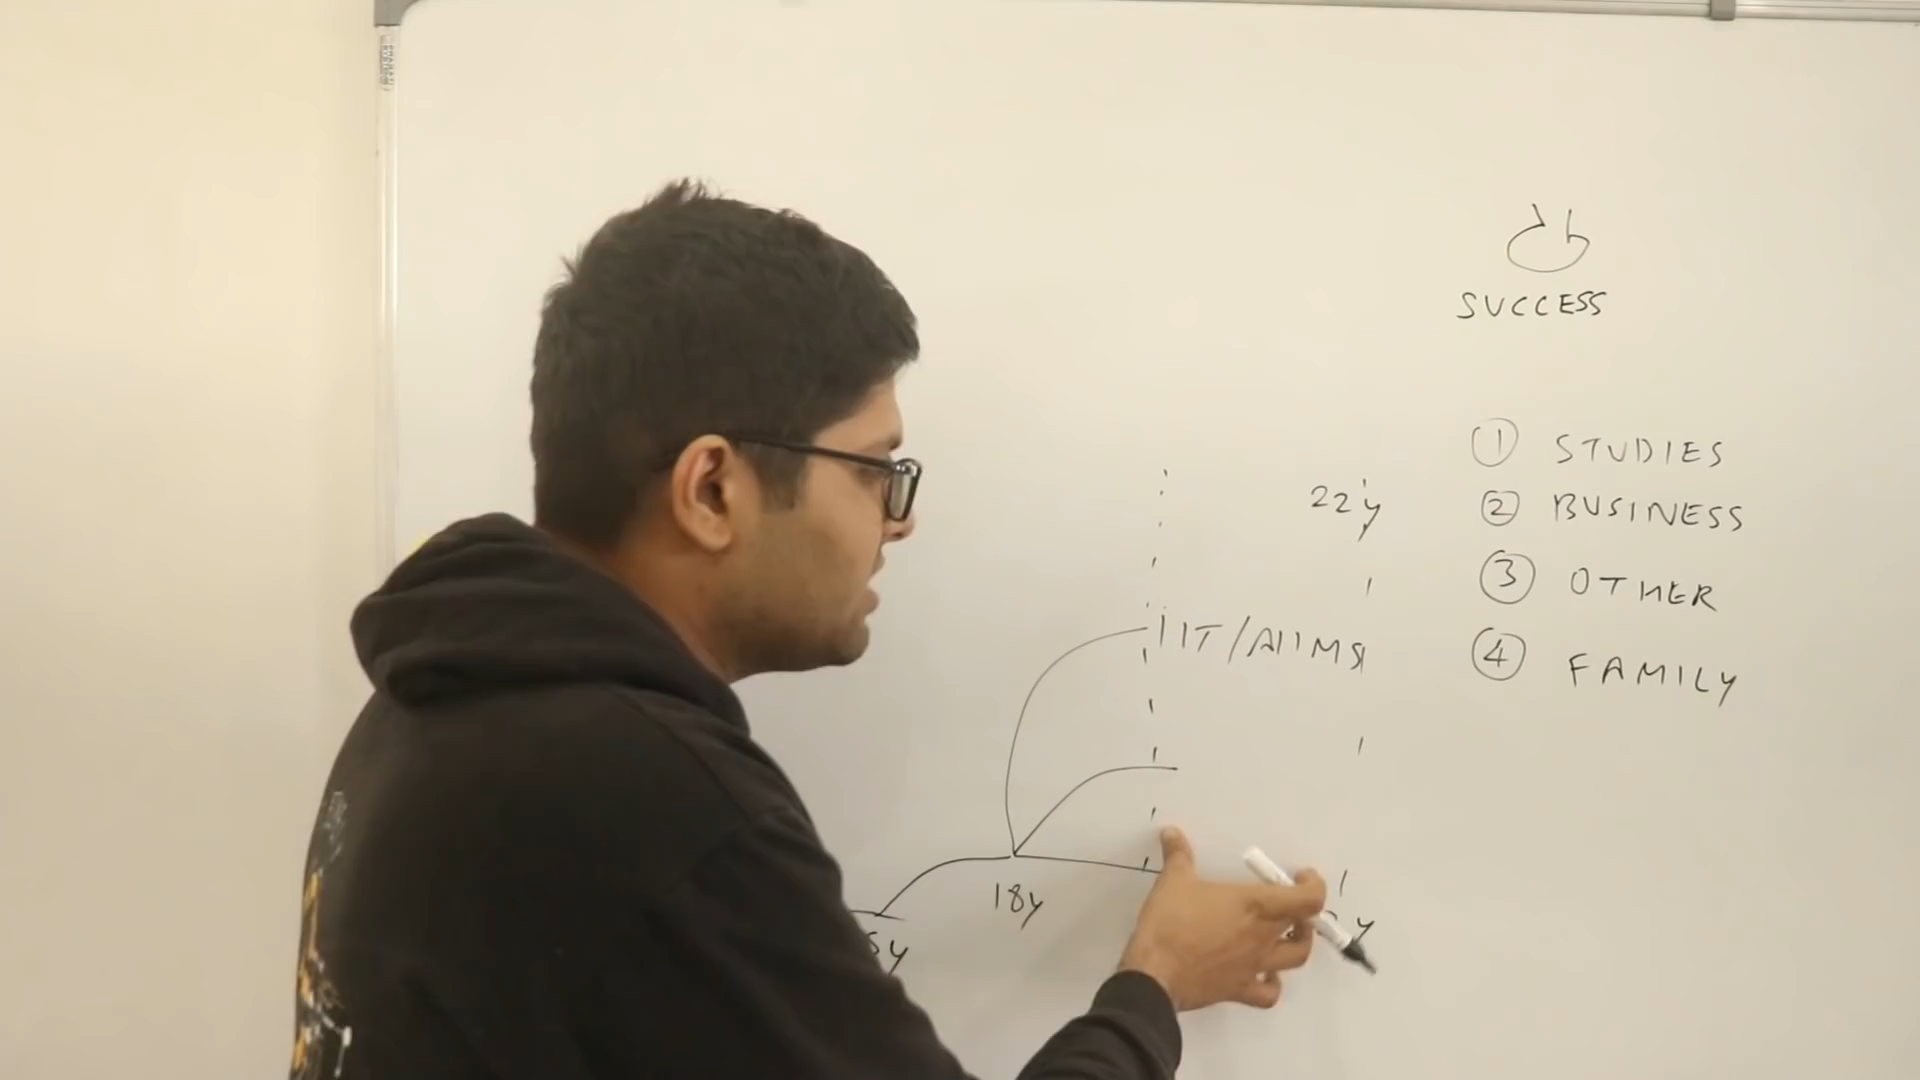 SUCCESS
① STUDIES
22y
② BUSINESS
③ OTHER
IIT/AIIMS
④ FAMILY
18y